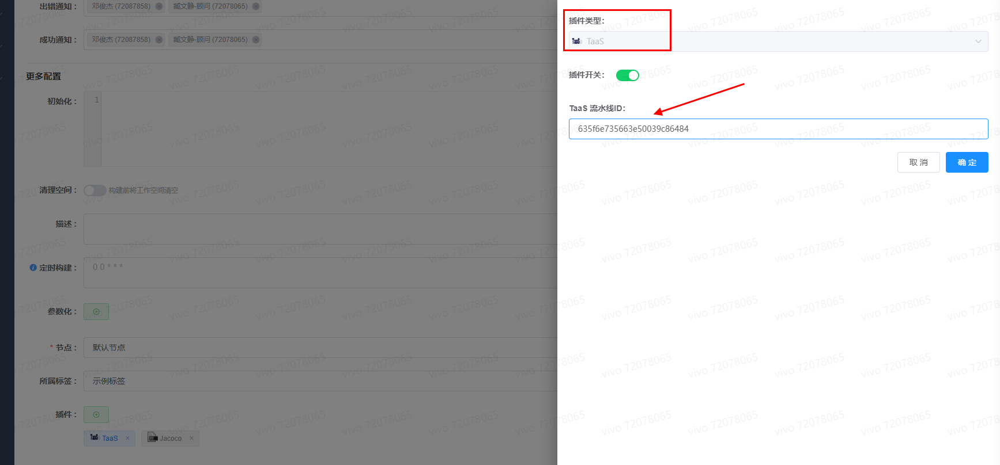 出错通知：
邓俊杰 (72087858)
臧文静-顾问 (72078065)
成功通知：
邓俊杰 (72087858)
臧文静-顾问 (72078065)
更多配置
初始化：
1
清理空间：
构建前将工作空间清空
描述：
定时构建：
0 0 * * *
参数化：
* 节点：
默认节点
所属标签：
示例标签
插件：
TaaS TaaS ×
Jacoco ×
插件类型：
TaaS TaaS
插件开关：
TaaS 流水线ID：
635f6e735663e50039c86484
取 消
确 定
vivo 72078065